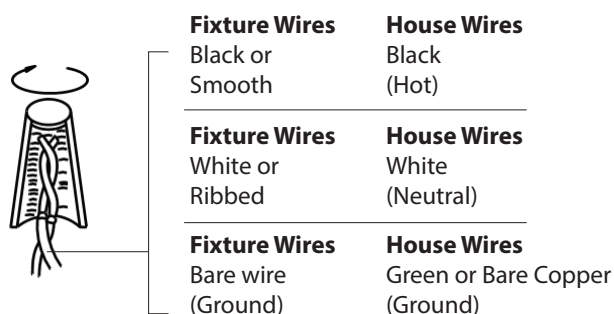 Fixture Wires House Wires
Black or Black
Smooth (Hot)
Fixture Wires House Wires
White or White
Ribbed (Neutral)
Fixture Wires House Wires
Bare wire Green or Bare Copper
(Ground) (Ground)